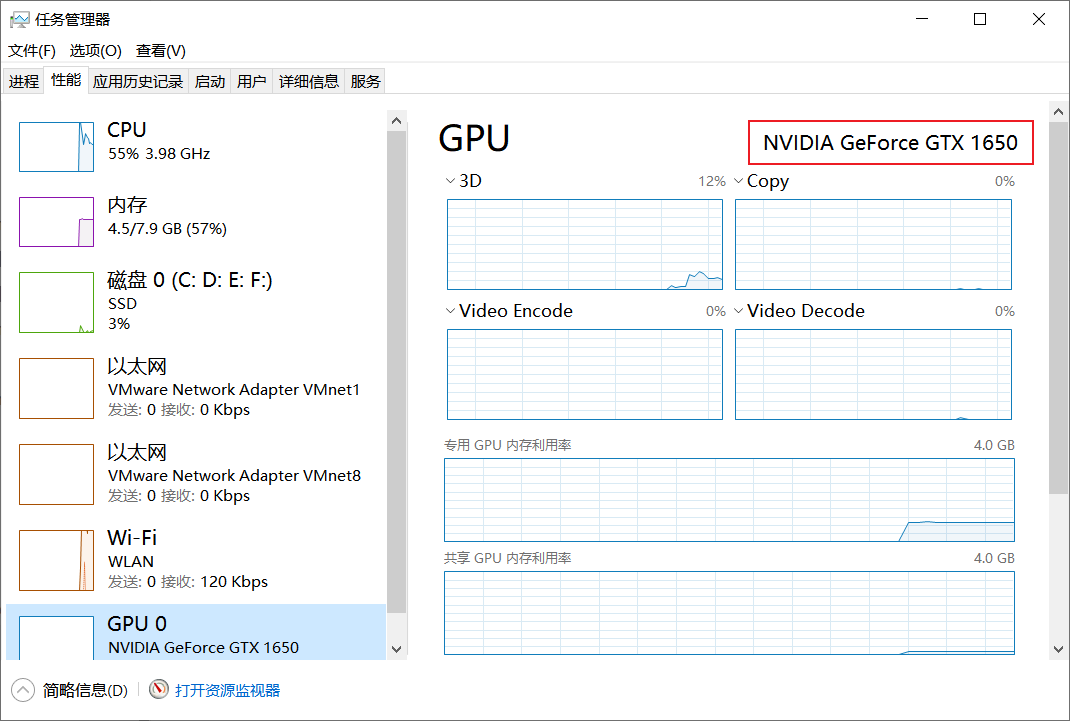 任务管理器
文件(F) 选项(O) 查看(V)
进程 性能 应用历史记录 启动 用户 详细信息 服务
CPU
55% 3.98 GHz
内存
4.5/7.9 GB (57%)
磁盘 0 (C: D: E: F:)
SSD
3%
以太网
VMware Network Adapter VMnet1
发送: 0 接收: 0 Kbps
以太网
VMware Network Adapter VMnet8
发送: 0 接收: 0 Kbps
Wi-Fi
WLAN
发送: 0 接收: 120 Kbps
GPU 0
NVIDIA GeForce GTX 1650
GPU NVIDIA GeForce GTX 1650
3D 12% Copy 0%
Video Encode 0% Video Decode 0%
专用 GPU 内存利用率 4.0 GB
共享 GPU 内存利用率 4.0 GB
简略信息(D) 打开资源监视器